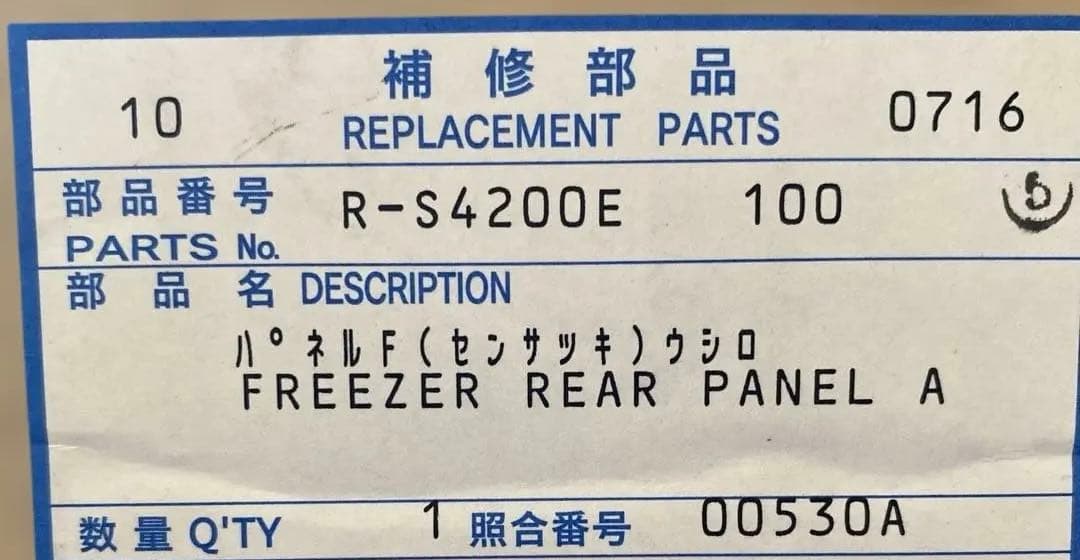 補修部品
10 REPLACEMENT PARTS 0716
部品番号 R-S4200E 100
PARTS No.
部品名 DESCRIPTION
ﾊﾟﾈﾙF(ｾﾝｻﾂｷ)ｳｼﾛ
FREEZER REAR PANEL A
数量 Q'TY 1 照合番号 00530A